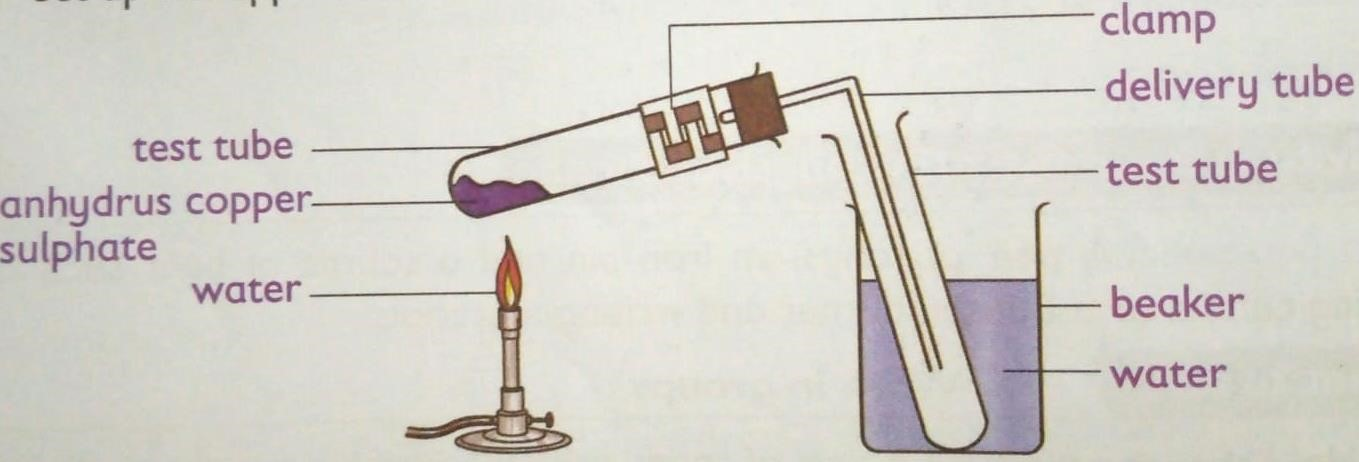 clamp
delivery tube
test tube
test tube
anhydrus copper
sulphate
water
beaker
water